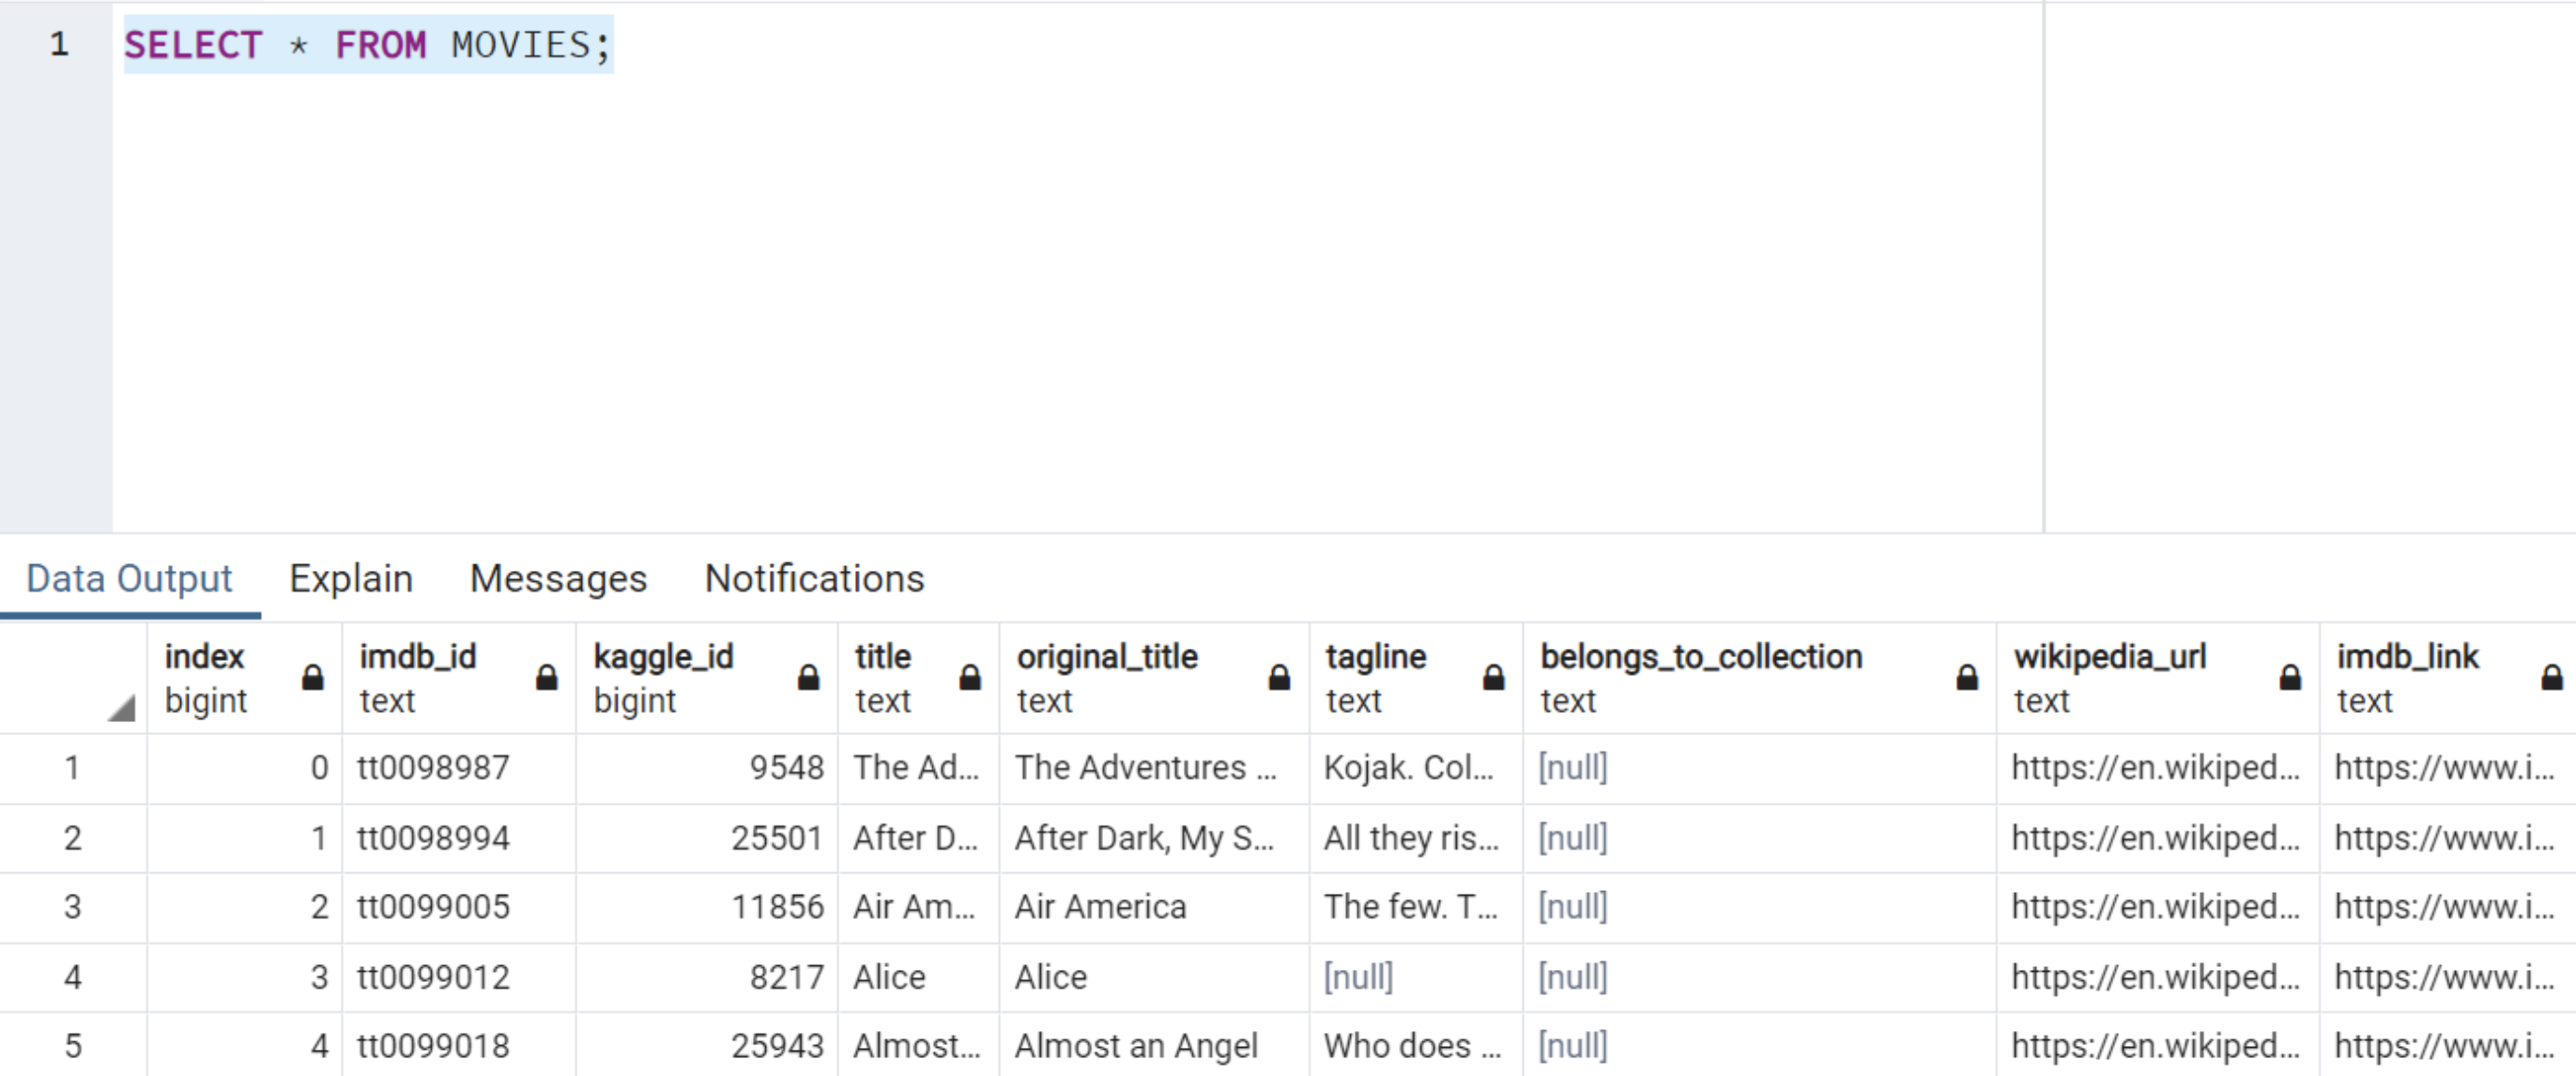 1 SELECT * FROM MOVIES;
Data Output Explain Messages Notifications
index imdb_id kaggle_id title original_title tagline belongs_to_collection wikipedia_url imdb_link
bigint text bigint text text text text text text
1 0 tt0098987 9548 The Ad... The Adventures ... Kojak. Col... [null] https://en.wikiped... https://www.i...
2 1 tt0098994 25501 After D... After Dark, My S... All they ris... [null] https://en.wikiped... https://www.i...
3 2 tt0099005 11856 Air Am... Air America The few. T... [null] https://en.wikiped... https://www.i...
4 3 tt0099012 8217 Alice Alice [null] [null] https://en.wikiped... https://www.i...
5 4 tt0099018 25943 Almost... Almost an Angel Who does ... [null] https://en.wikiped... https://www.i...